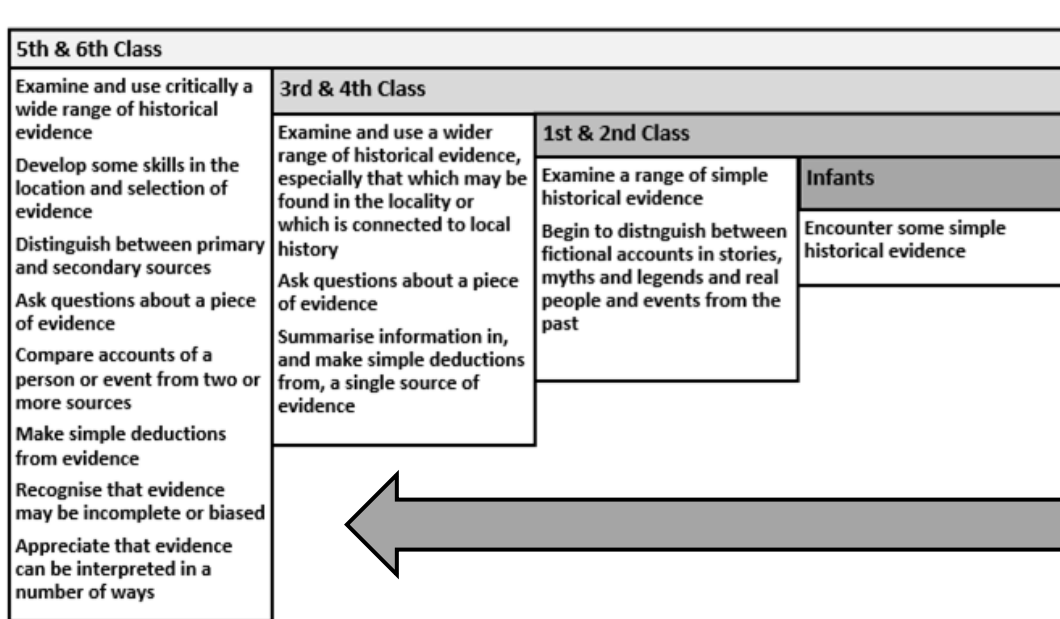 5th & 6th Class
Examine and use critically a
wide range of historical
evidence
Develop some skills in the
location and selection of
evidence
Distinguish between primary
and secondary sources
Ask questions about a piece
of evidence
Compare accounts of a
person or event from two or
more sources
Make simple deductions
from evidence
Recognise that evidence
may be incomplete or biased
Appreciate that evidence
can be interpreted in a
number of ways
3rd & 4th Class
Examine and use a wider
range of historical evidence,
especially that which may be
found in the locality or
which is connected to local
history
Ask questions about a piece
of evidence
Summarise information in,
and make simple deductions
from, a single source of
evidence
1st & 2nd Class
Examine a range of simple
historical evidence
Begin to distnguish between
fictional accounts in stories,
myths and legends and real
people and events from the
past
Infants
Encounter some simple
historical evidence